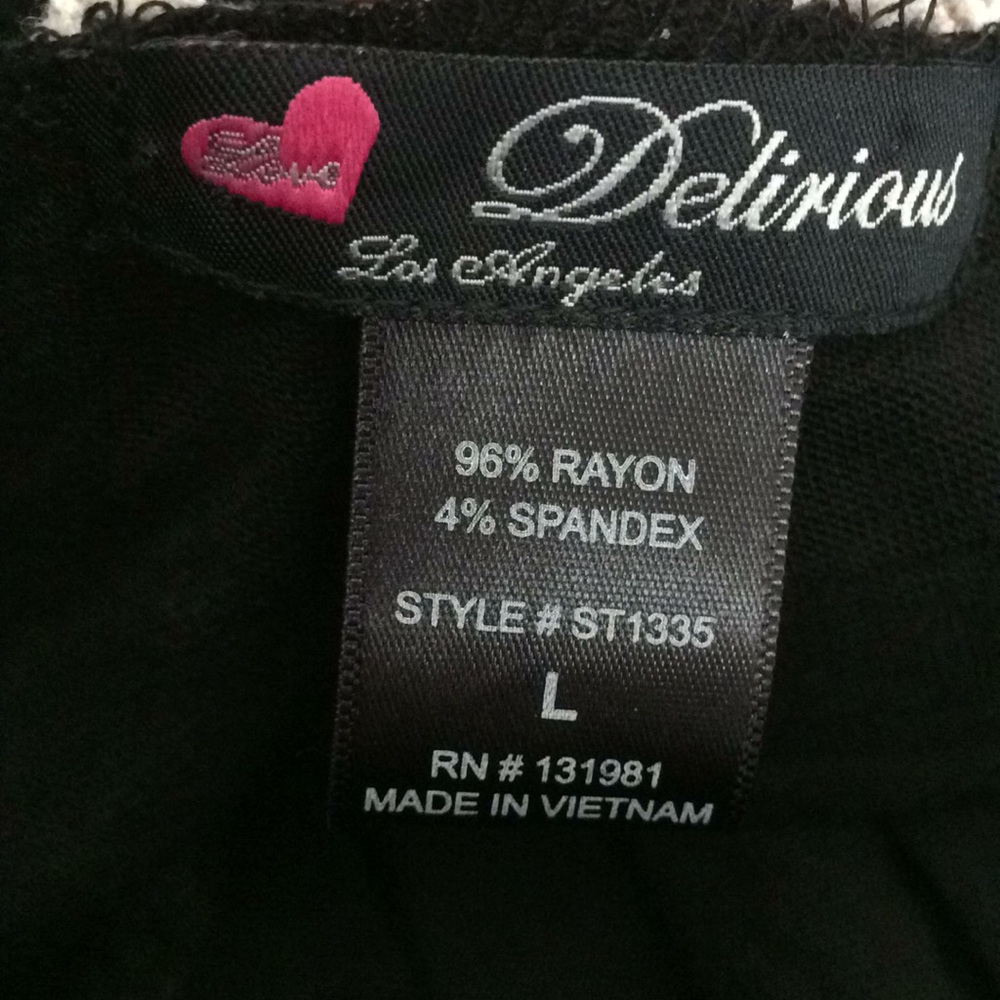 Love Delirious
Los Angeles
96% RAYON
4% SPANDEX
STYLE # ST1335
L
RN # 131981
MADE IN VIETNAM